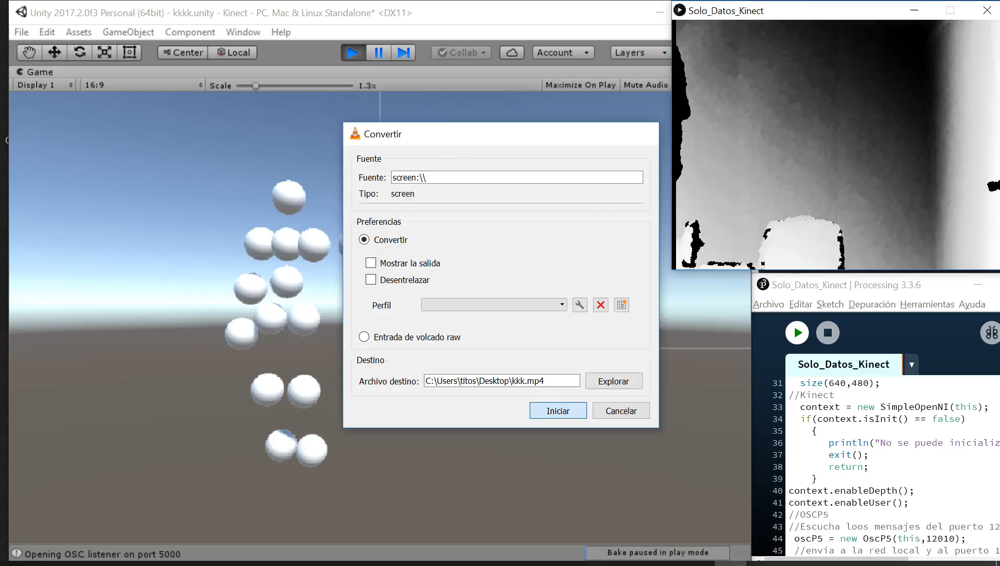 Unity 2017.2.0f3 Personal (64bit) - kkkk.unity - Kinect - PC, Mac & Linux Standalone* <DX11>
File Edit Assets GameObject Component Window Help
Center Local Collab Account Layers
Game
Display 1 16:9 Scale 1.3x Maximize On Play Mute Audio
Convertir
Fuente
Fuente: screen:\\
Tipo: screen
Preferencias
Convertir
Mostrar la salida
Desentrelazar
Perfil
Entrada de volcado raw
Destino
Archivo destino: C:\Users\titos\Desktop\kkk.mp4 Explorar
Iniciar Cancelar
Opening OSC listener on port 5000
Bake paused in play mode
Solo_Datos_Kinect
Solo_Datos_Kinect | Processing 3.3.6
Archivo Editar Sketch Depuración Herramientas Ayuda
Solo_Datos_Kinect
31 size(640,480);
32 //Kinect
33 context = new SimpleOpenNI(this);
34 if(context.isInit() == false)
35 {
36 println("No se puede inicializ
37 exit();
38 return;
39 }
40 context.enableDepth();
41 context.enableUser();
42 //OSCP5
43 //Escucha loos mensajes del puerto 12
44 oscP5 = new OscP5(this,12010);
45 //envia a la red local y al puerto 1